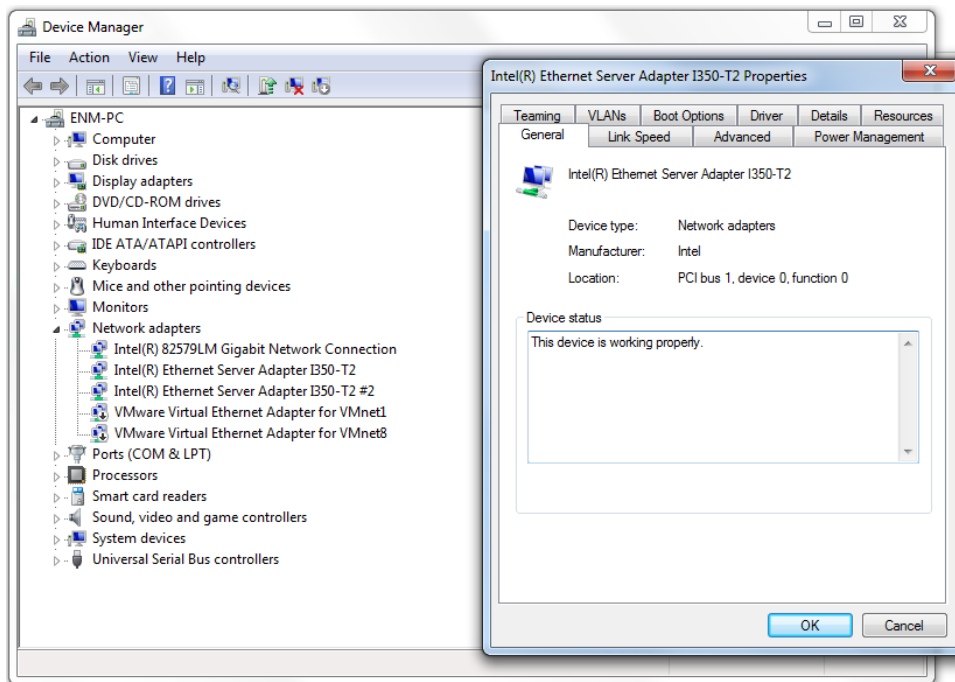 Device Manager
File Action View Help
ENM-PC
Computer
Disk drives
Display adapters
DVD/CD-ROM drives
Human Interface Devices
IDE ATA/ATAPI controllers
Keyboards
Mice and other pointing devices
Monitors
Network adapters
Intel(R) 82579LM Gigabit Network Connection
Intel(R) Ethernet Server Adapter I350-T2
Intel(R) Ethernet Server Adapter I350-T2 #2
VMware Virtual Ethernet Adapter for VMnet1
VMware Virtual Ethernet Adapter for VMnet8
Ports (COM & LPT)
Processors
Smart card readers
Sound, video and game controllers
System devices
Universal Serial Bus controllers
Intel(R) Ethernet Server Adapter I350-T2 Properties
Teaming VLANs Boot Options Driver Details Resources
General Link Speed Advanced Power Management
Intel(R) Ethernet Server Adapter I350-T2
Device type: Network adapters
Manufacturer: Intel
Location: PCI bus 1, device 0, function 0
Device status
This device is working properly.
OK Cancel